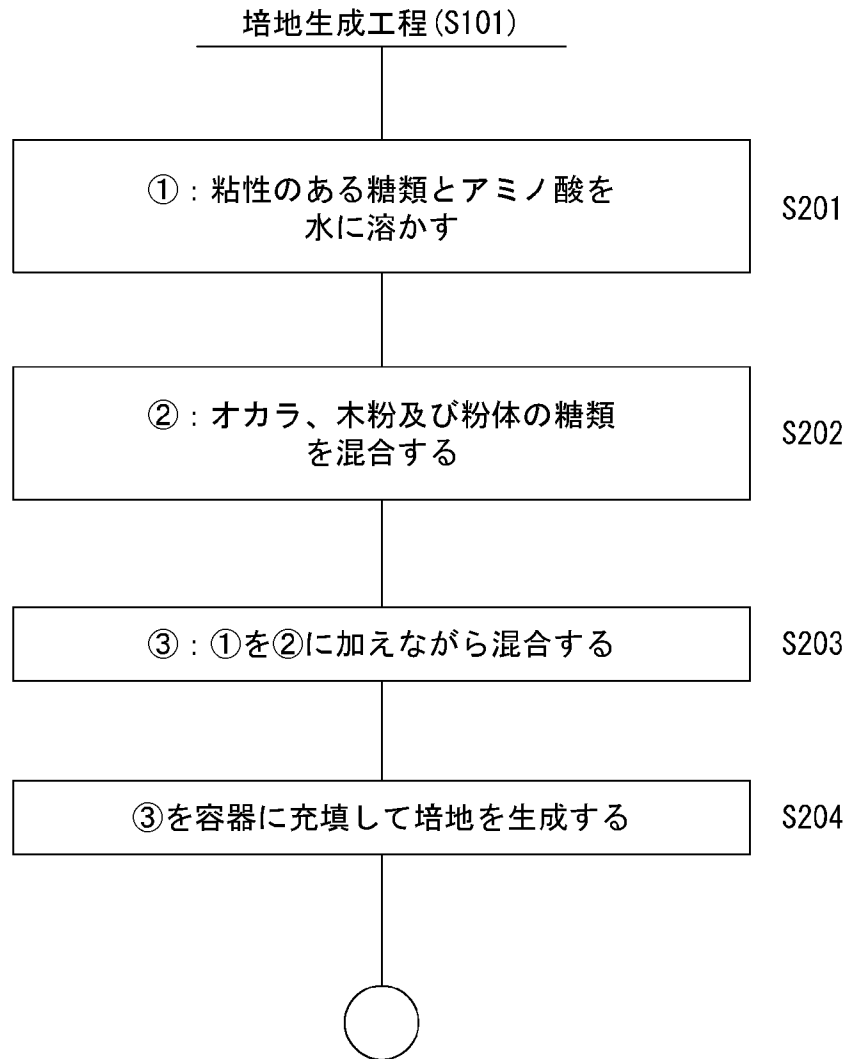 培地生成工程(S101)
①：粘性のある糖類とアミノ酸を
水に溶かす
S201
②：オカラ、木粉及び粉体の糖類
を混合する
S202
③：①を②に加えながら混合する
S203
③を容器に充填して培地を生成する
S204